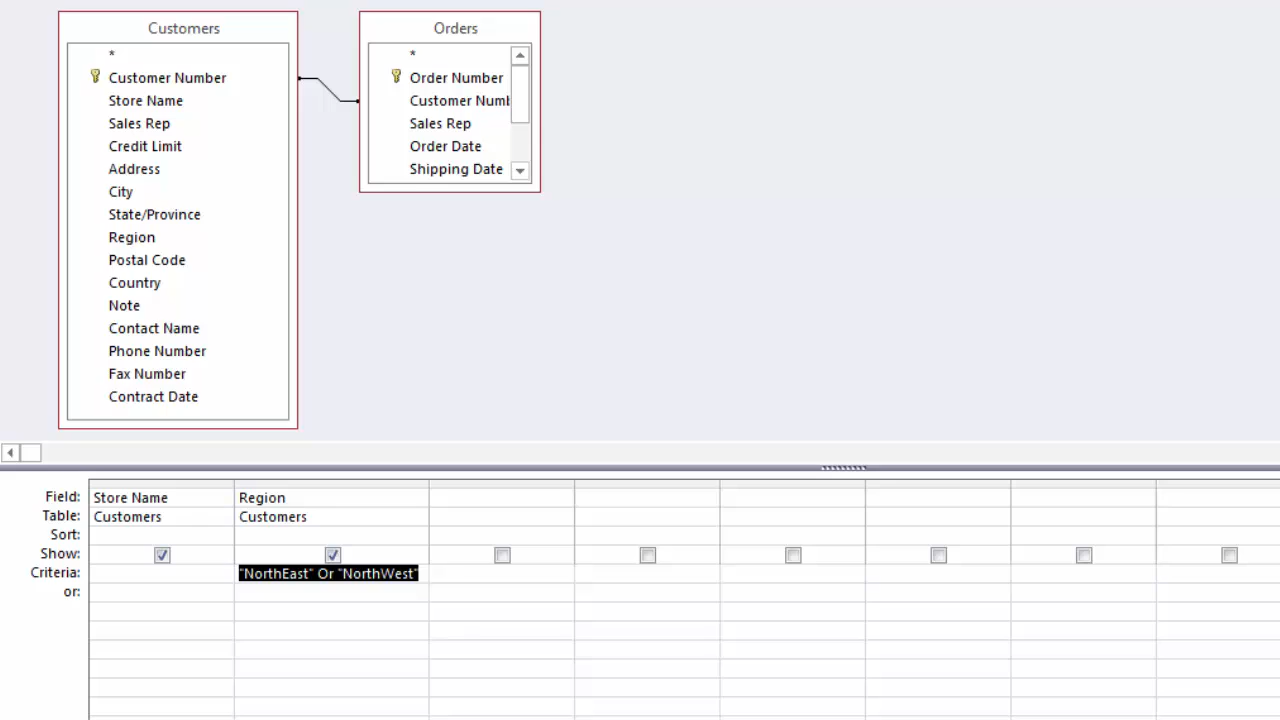 Customers
*
Customer Number
Store Name
Sales Rep
Credit Limit
Address
City
State/Province
Region
Postal Code
Country
Note
Contact Name
Phone Number
Fax Number
Contract Date
Orders
*
Order Number
Customer Numb
Sales Rep
Order Date
Shipping Date
Field: Store Name Region
Table: Customers Customers
Sort:
Show:
Criteria: "NorthEast" Or "NorthWest"
or: